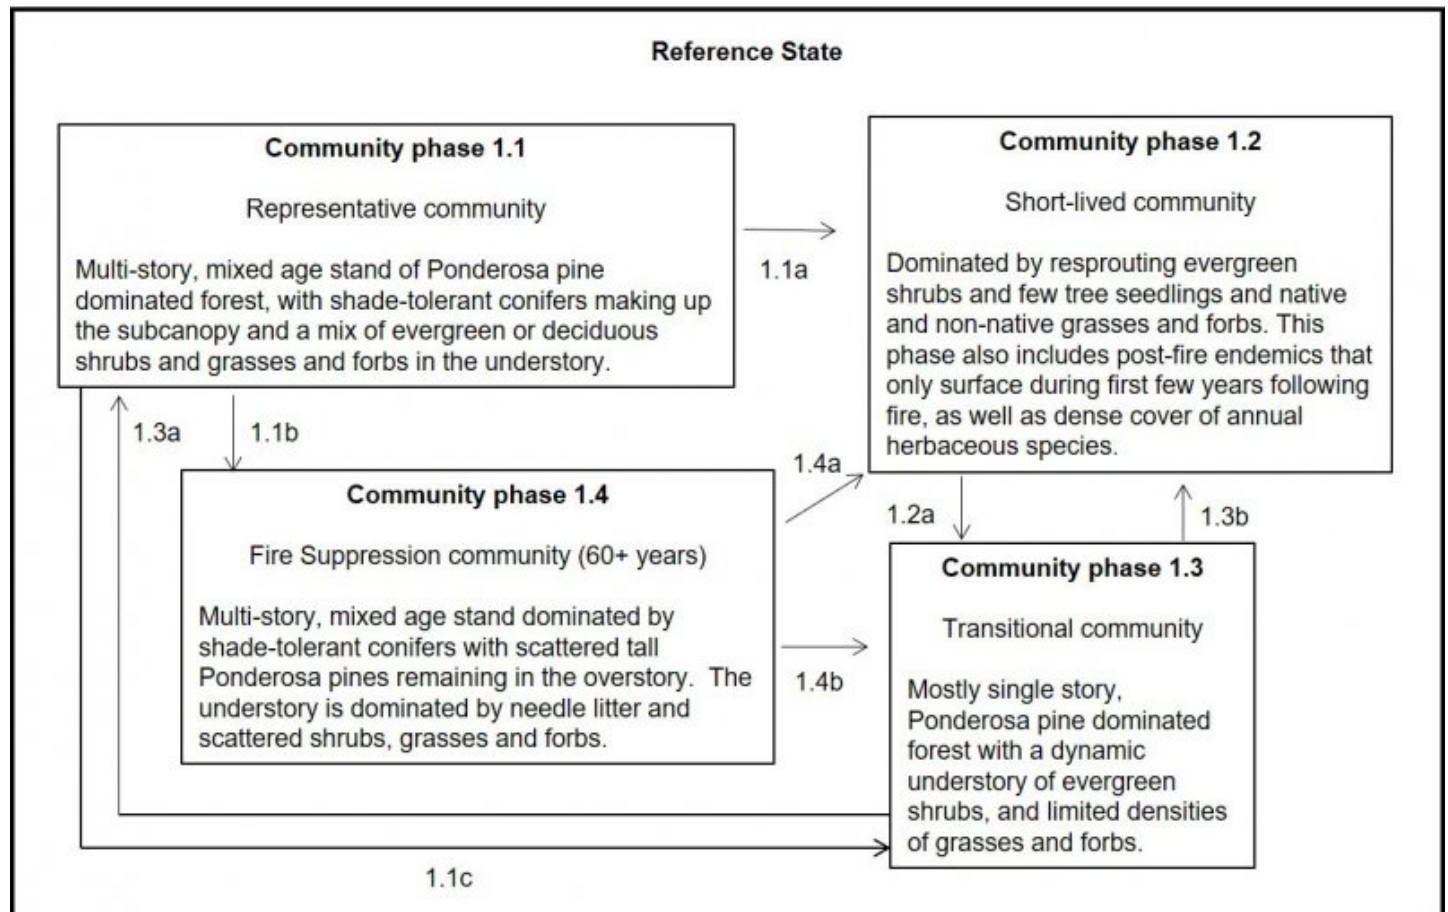 Reference State
Community phase 1.1
Representative community
Multi-story, mixed age stand of Ponderosa pine
dominated forest, with shade-tolerant conifers making up
the subcanopy and a mix of evergreen or deciduous
shrubs and grasses and forbs in the understory.
1.1a
Community phase 1.2
Short-lived community
Dominated by resprouting evergreen
shrubs and few tree seedlings and native
and non-native grasses and forbs. This
phase also includes post-fire endemics that
only surface during first few years following
fire, as well as dense cover of annual
herbaceous species.
1.3a
1.1b
1.4a
1.2a
1.3b
Community phase 1.4
Fire Suppression community (60+ years)
Multi-story, mixed age stand dominated by
shade-tolerant conifers with scattered tall
Ponderosa pines remaining in the overstory.  The
understory is dominated by needle litter and
scattered shrubs, grasses and forbs.
1.4b
Community phase 1.3
Transitional community
Mostly single story,
Ponderosa pine dominated
forest with a dynamic
understory of evergreen
shrubs, and limited densities
of grasses and forbs.
1.1c